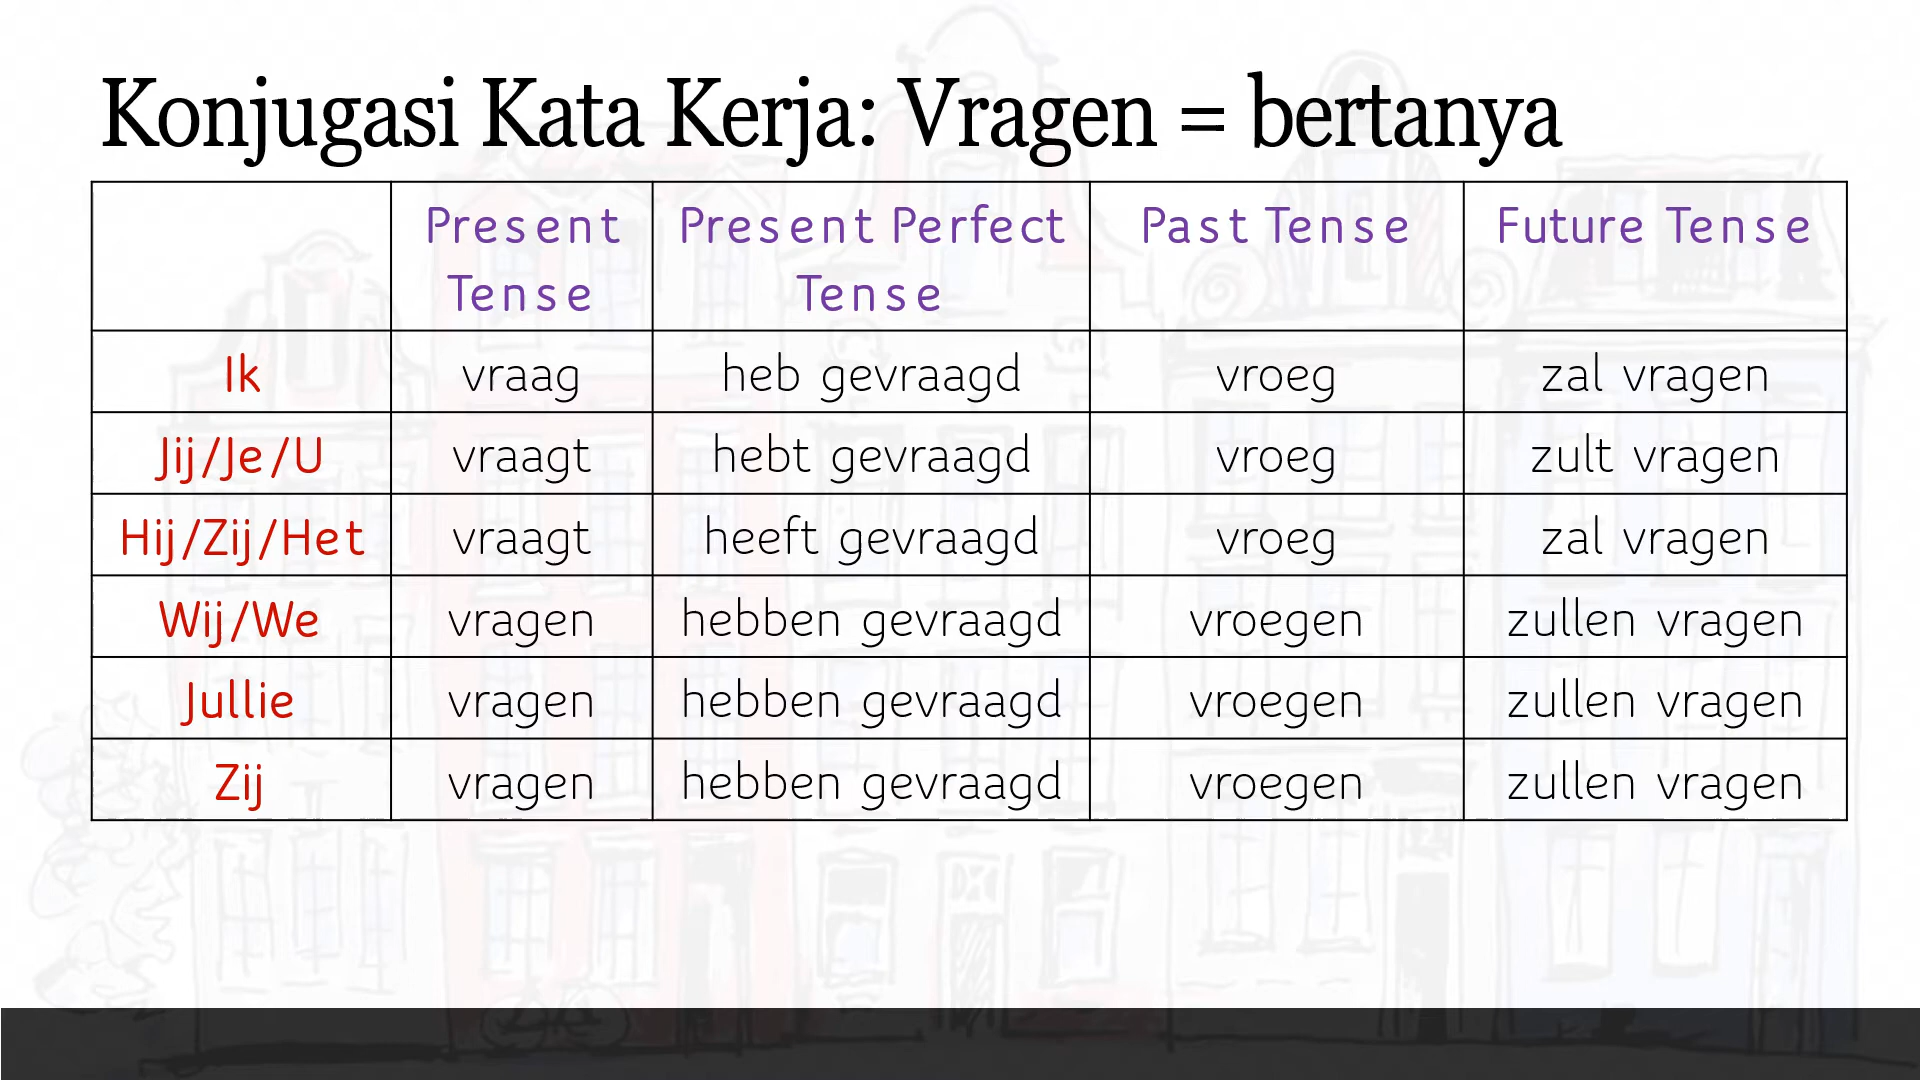 Konjugasi Kata Kerja: Vragen = bertanya
Present Tense Present Perfect Tense Past Tense Future Tense
Ik vraag heb gevraagd vroeg zal vragen
Jij/Je/U vraagt hebt gevraagd vroeg zult vragen
Hij/Zij/Het vraagt heeft gevraagd vroeg zal vragen
Wij/We vragen hebben gevraagd vroegen zullen vragen
Jullie vragen hebben gevraagd vroegen zullen vragen
Zij vragen hebben gevraagd vroegen zullen vragen